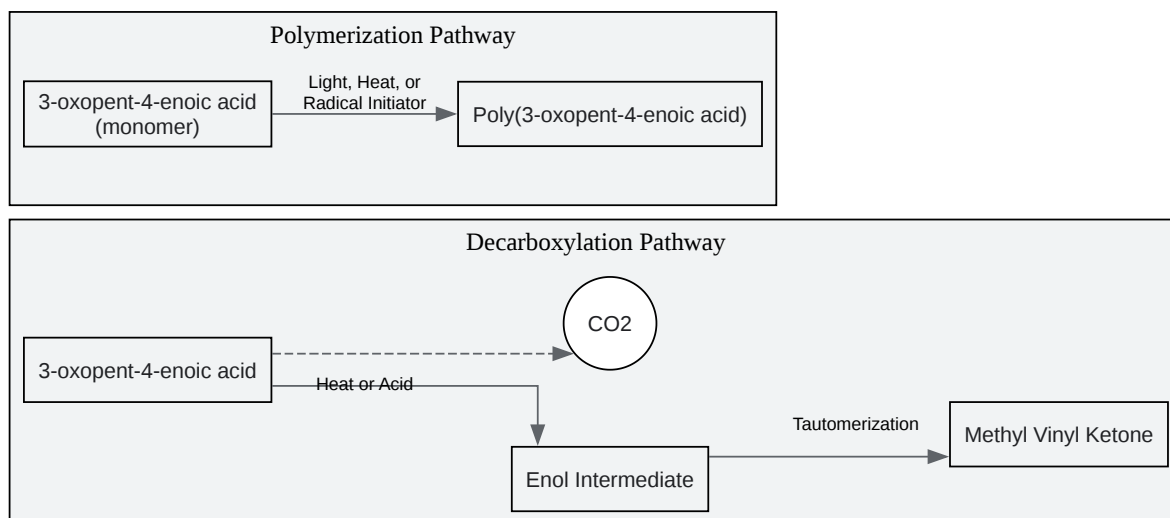 Polymerization Pathway
3-oxopent-4-enoic acid
(monomer)
Light, Heat, or
Radical Initiator
Poly(3-oxopent-4-enoic acid)
Decarboxylation Pathway
CO2
3-oxopent-4-enoic acid
Heat or Acid
Enol Intermediate
Tautomerization
Methyl Vinyl Ketone